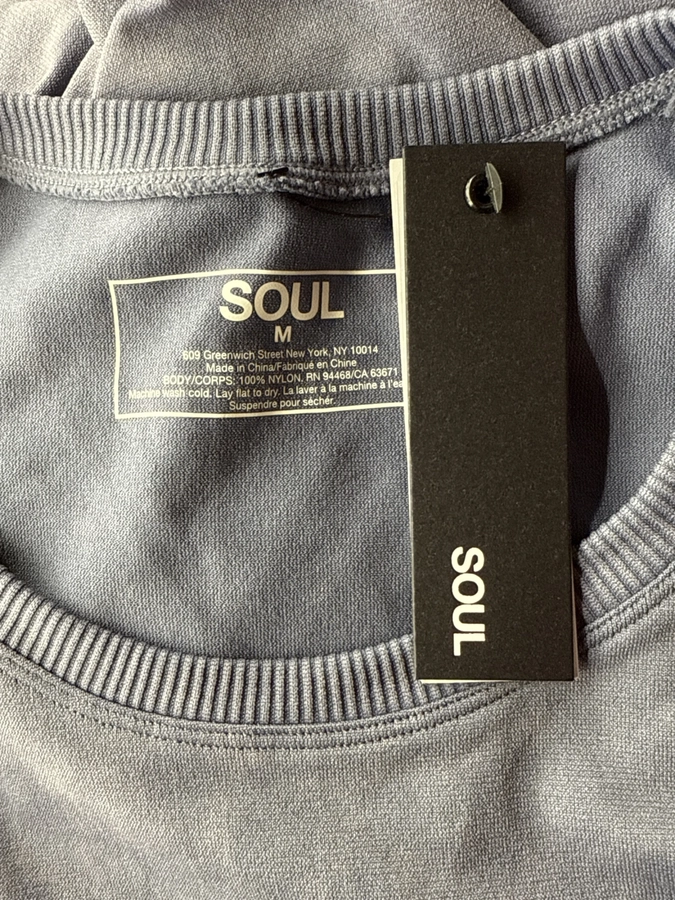 SOUL
M
609 Greenwich Street New York, NY 10014
Made in China/Fabriqué en Chine
BODY/CORPS: 100% NYLON. RN 94468/CA 63671
Machine wash cold. Lay flat to dry. La laver à la machine à l'ea
Suspendre pour sécher.
SOUL